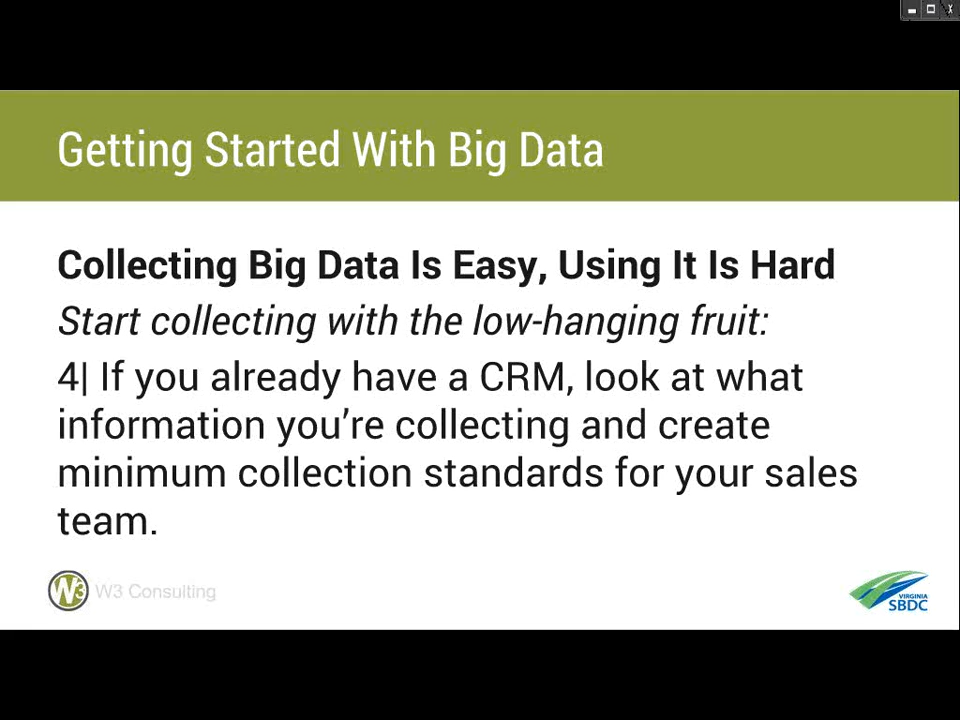 Getting Started With Big Data
Collecting Big Data Is Easy, Using It Is Hard
Start collecting with the low-hanging fruit:
4| If you already have a CRM, look at what
information you’re collecting and create
minimum collection standards for your sales
team.
W3 W3 Consulting
VIRGINIA
SBDC